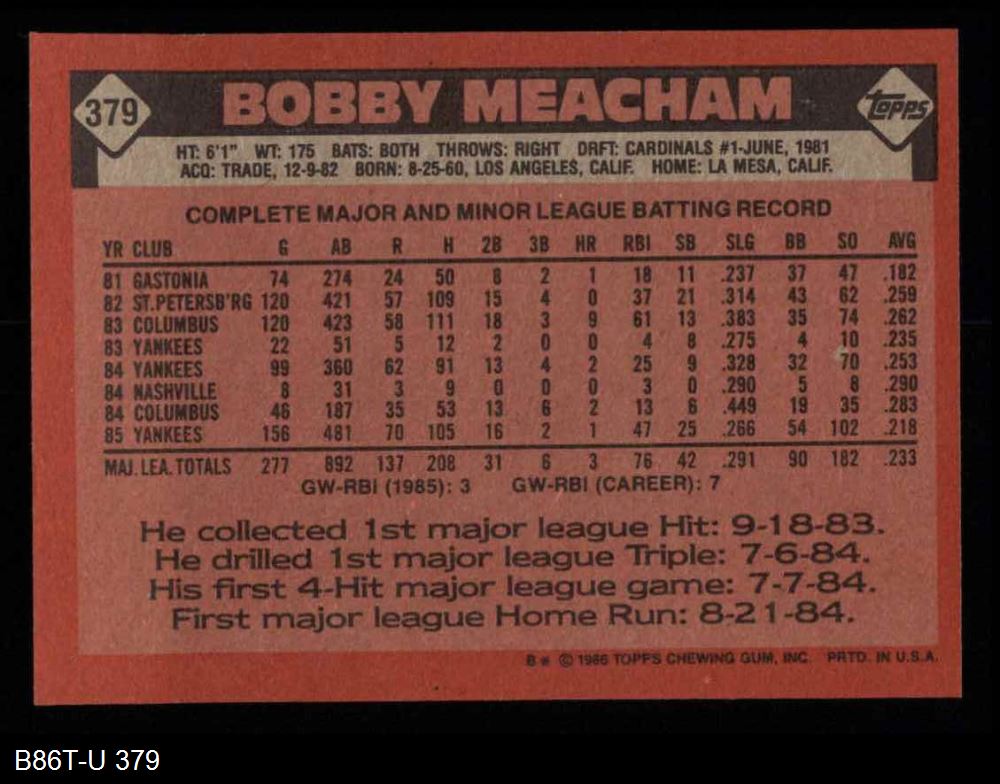 379 BOBBY MEACHAM topps
HT: 6'1" WT: 175 BATS: BOTH THROWS: RIGHT DRFT: CARDINALS #1-JUNE, 1981
ACQ: TRADE, 12-9-82 BORN: 8-25-60, LOS ANGELES, CALIF. HOME: LA MESA, CALIF.
COMPLETE MAJOR AND MINOR LEAGUE BATTING RECORD
YR CLUB G AB R H 2B 3B HR RBI SB SLG BB SO AVG
81 GASTONIA 74 274 24 50 8 2 1 18 11 .237 37 47 .182
82 ST.PETERSB'RG 120 421 57 109 15 4 0 37 21 .314 43 62 .259
83 COLUMBUS 120 423 58 111 18 3 9 61 13 .383 35 74 .262
83 YANKEES 22 51 5 12 2 0 0 4 8 .275 4 10 .235
84 YANKEES 99 360 62 91 13 4 2 25 9 .328 32 70 .253
84 NASHVILLE 8 31 3 9 0 0 0 3 0 .290 5 8 .290
84 COLUMBUS 46 187 35 53 13 6 2 13 6 .449 19 35 .283
85 YANKEES 156 481 70 105 16 2 1 47 25 .266 54 102 .218
MAJ.LEA.TOTALS 277 892 137 208 31 6 3 76 42 .291 90 182 .233
GW-RBI (1985): 3 GW-RBI (CAREER): 7
He collected 1st major league Hit: 9-18-83.
He drilled 1st major league Triple: 7-6-84.
His first 4-Hit major league game: 7-7-84.
First major league Home Run: 8-21-84.
B* © 1986 TOPPS CHEWING GUM, INC. PRTD. IN U.S.A.
B86T-U 379